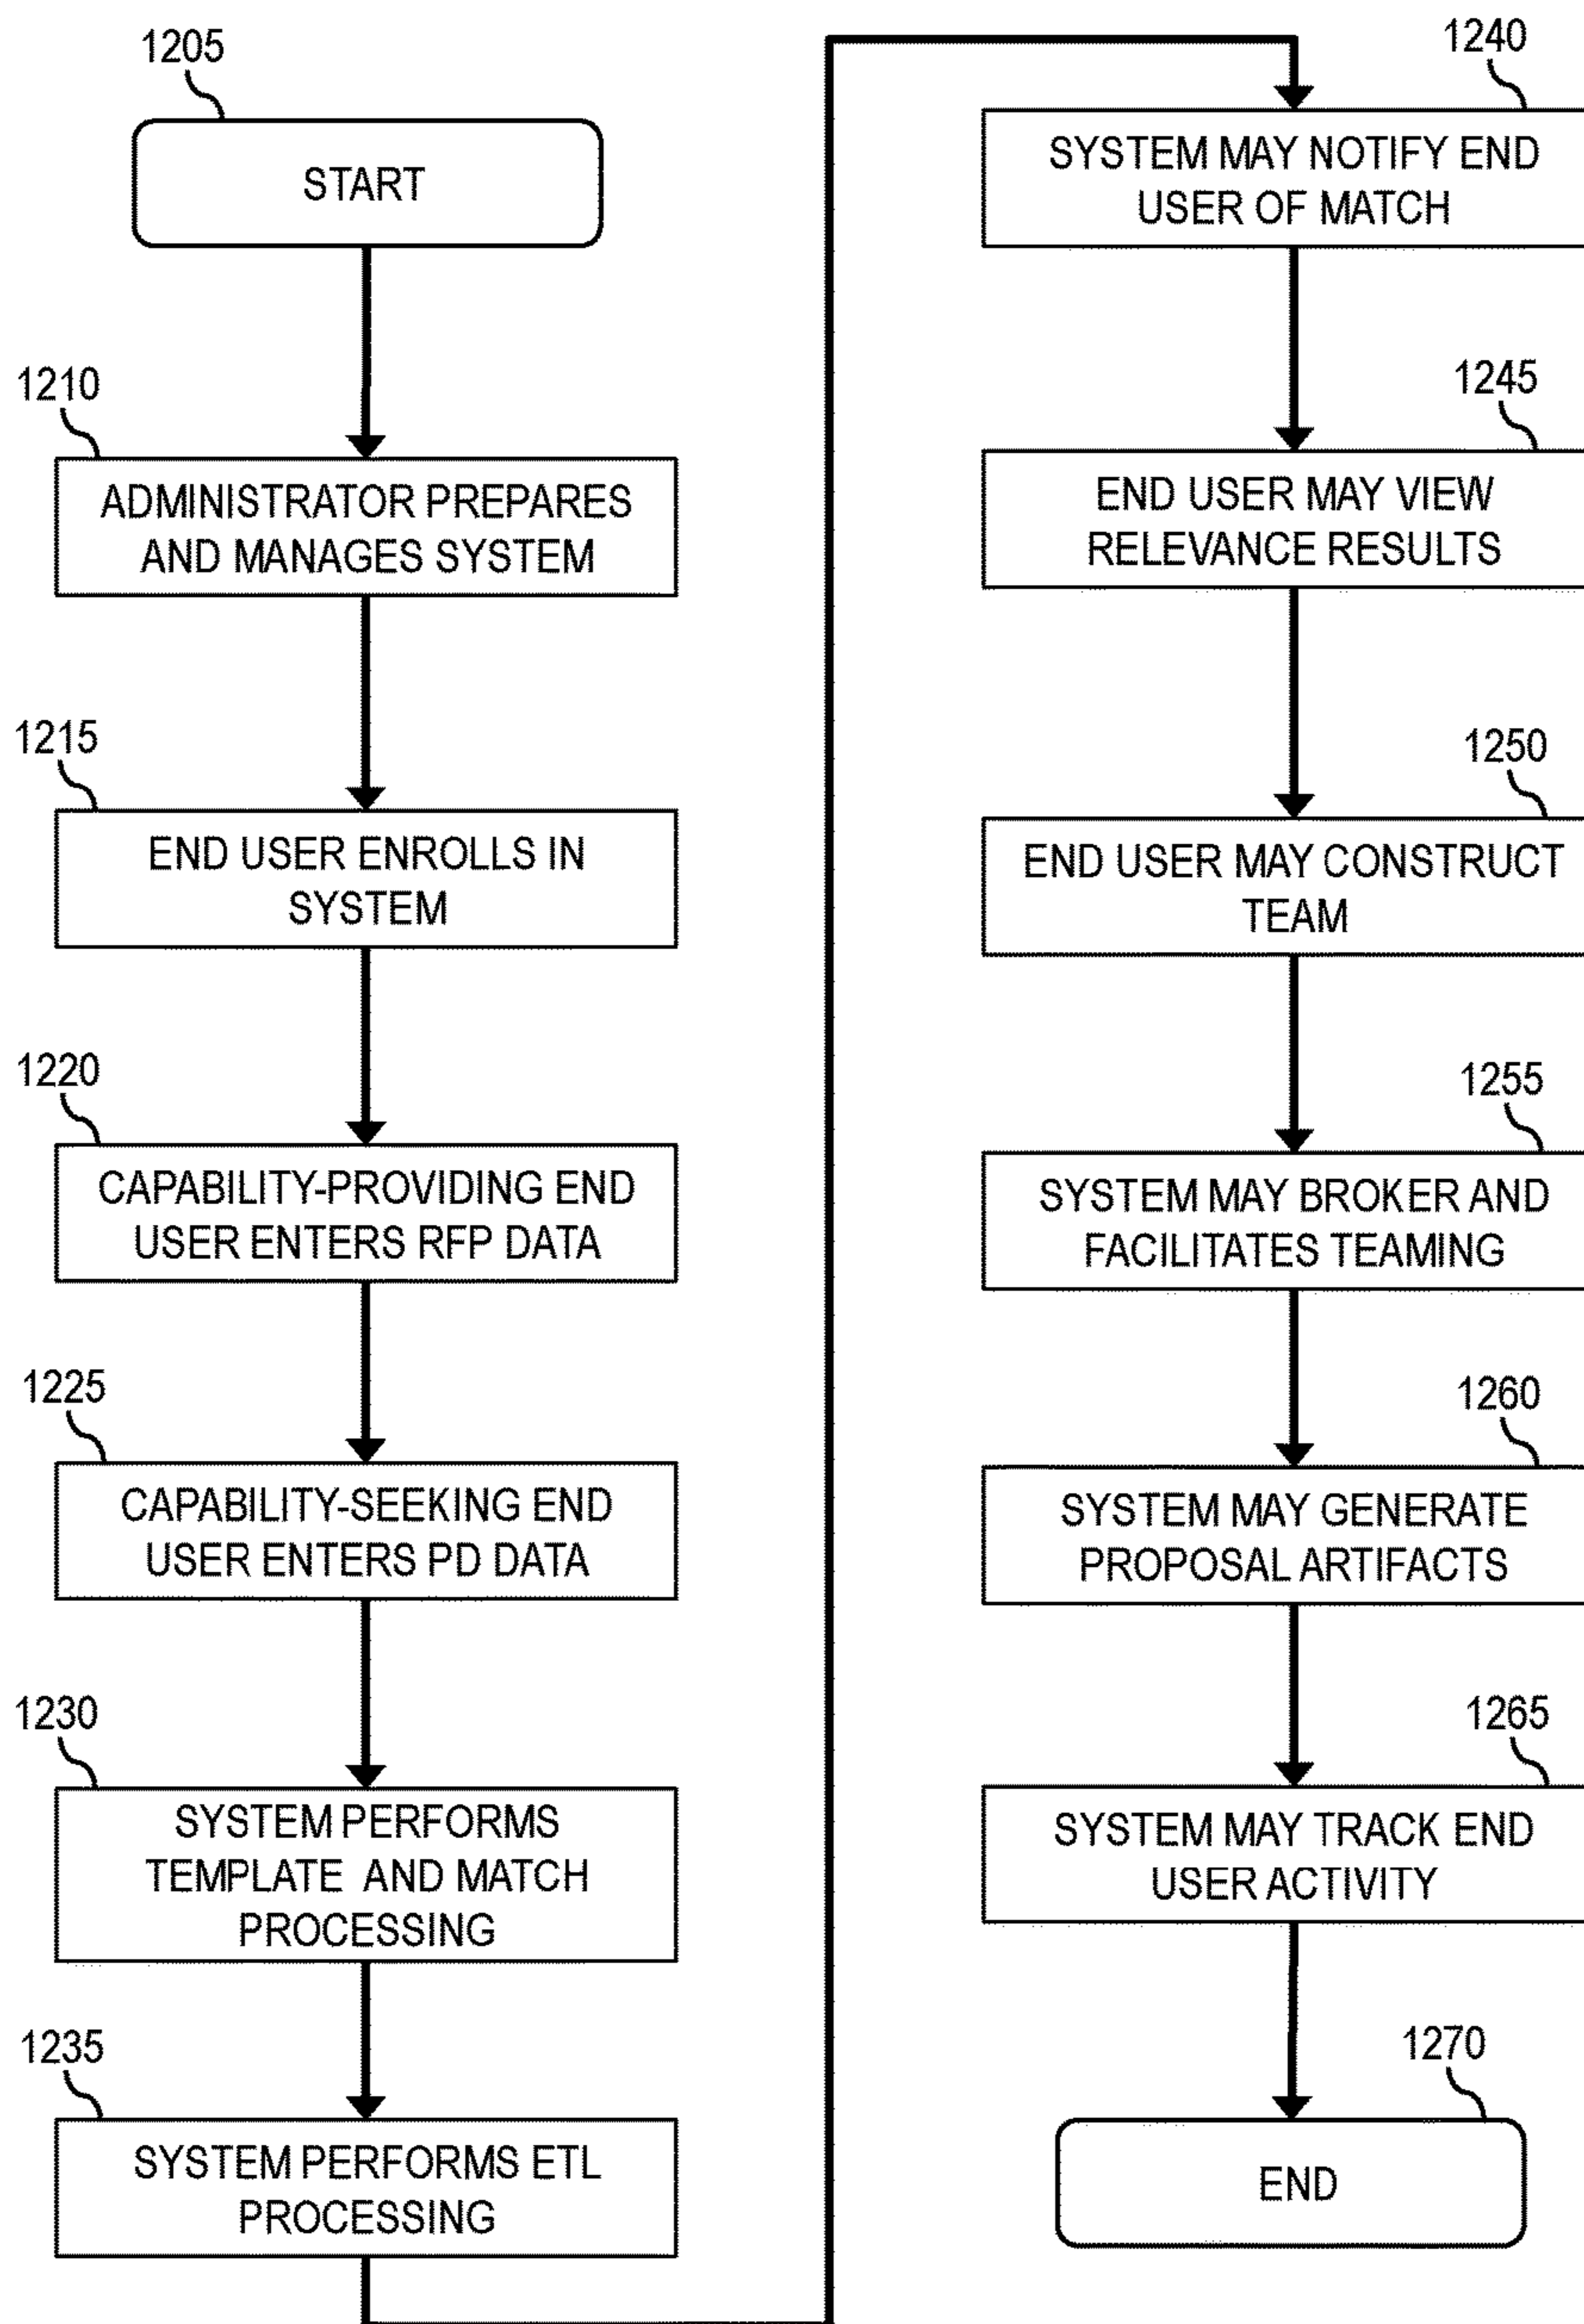 1205
START
1210
ADMINISTRATOR PREPARES
AND MANAGES SYSTEM
1215
END USER ENROLLS IN
SYSTEM
1220
CAPABILITY-PROVIDING END
USER ENTERS RFP DATA
1225
CAPABILITY-SEEKING END
USER ENTERS PD DATA
1230
SYSTEM PERFORMS
TEMPLATE AND MATCH
PROCESSING
1235
SYSTEM PERFORMS ETL
PROCESSING
1240
SYSTEM MAY NOTIFY END
USER OF MATCH
1245
END USER MAY VIEW
RELEVANCE RESULTS
1250
END USER MAY CONSTRUCT
TEAM
1255
SYSTEM MAY BROKER AND
FACILITATES TEAMING
1260
SYSTEM MAY GENERATE
PROPOSAL ARTIFACTS
1265
SYSTEM MAY TRACK END
USER ACTIVITY
1270
END